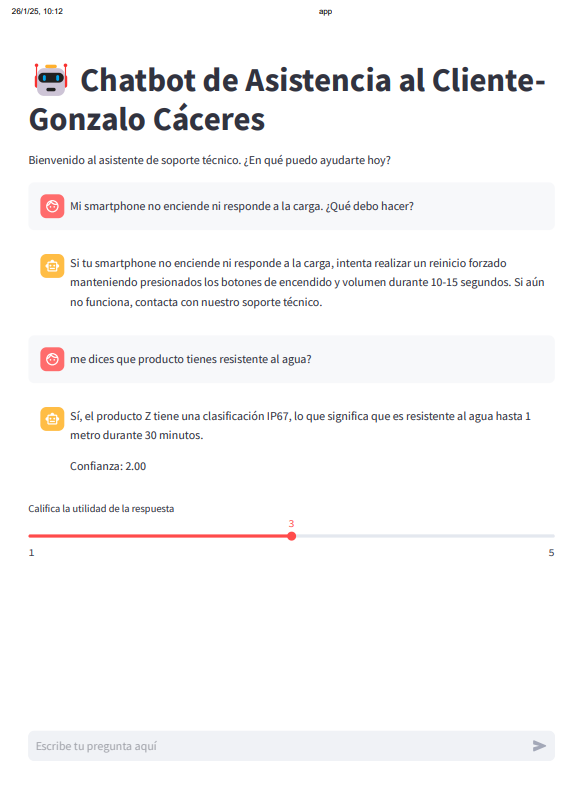 26/1/25, 10:12
app
Chatbot de Asistencia al Cliente-
Gonzalo Cáceres
Bienvenido al asistente de soporte técnico. ¿En qué puedo ayudarte hoy?
Mi smartphone no enciende ni responde a la carga. ¿Qué debo hacer?
Si tu smartphone no enciende ni responde a la carga, intenta realizar un reinicio forzado
manteniendo presionados los botones de encendido y volumen durante 10-15 segundos. Si aún
no funciona, contacta con nuestro soporte técnico.
me dices que producto tienes resistente al agua?
Sí, el producto Z tiene una clasificación IP67, lo que significa que es resistente al agua hasta 1
metro durante 30 minutos.
Confianza: 2.00
Califica la utilidad de la respuesta
3
1
5
Escribe tu pregunta aquí